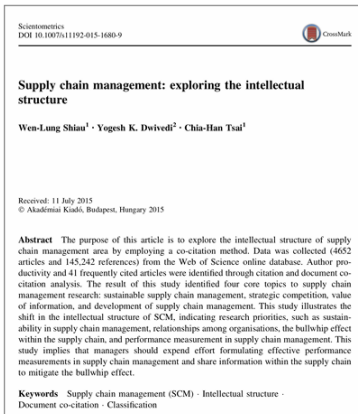 Scientometrics
DOI 10.1007/s11192-015-1680-9
CrossMark
Supply chain management: exploring the intellectual
structure
Wen-Lung Shiau1 · Yogesh K. Dwivedi2 · Chia-Han Tsai1
Received: 11 July 2015
© Akadémiai Kiadó, Budapest, Hungary 2015
Abstract The purpose of this article is to explore the intellectual structure of supply
chain management area by employing a co-citation method. Data was collected (4652
articles and 145,242 references) from the Web of Science online database. Author pro-
ductivity and 41 frequently cited articles were identified through citation and document co-
citation analysis. The result of this study identified four core topics to supply chain
management research: sustainable supply chain management, strategic competition, value
of information, and development of supply chain management. This study illustrates the
shift in the intellectual structure of SCM, indicating research priorities, such as sustain-
ability in supply chain management, relationships among organisations, the bullwhip effect
within the supply chain, and performance measurement in supply chain management. This
study implies that managers should expend effort formulating effective performance
measurements in supply chain management and share information within the supply chain
to mitigate the bullwhip effect.
Keywords Supply chain management (SCM) · Intellectual structure ·
Document co-citation · Classification